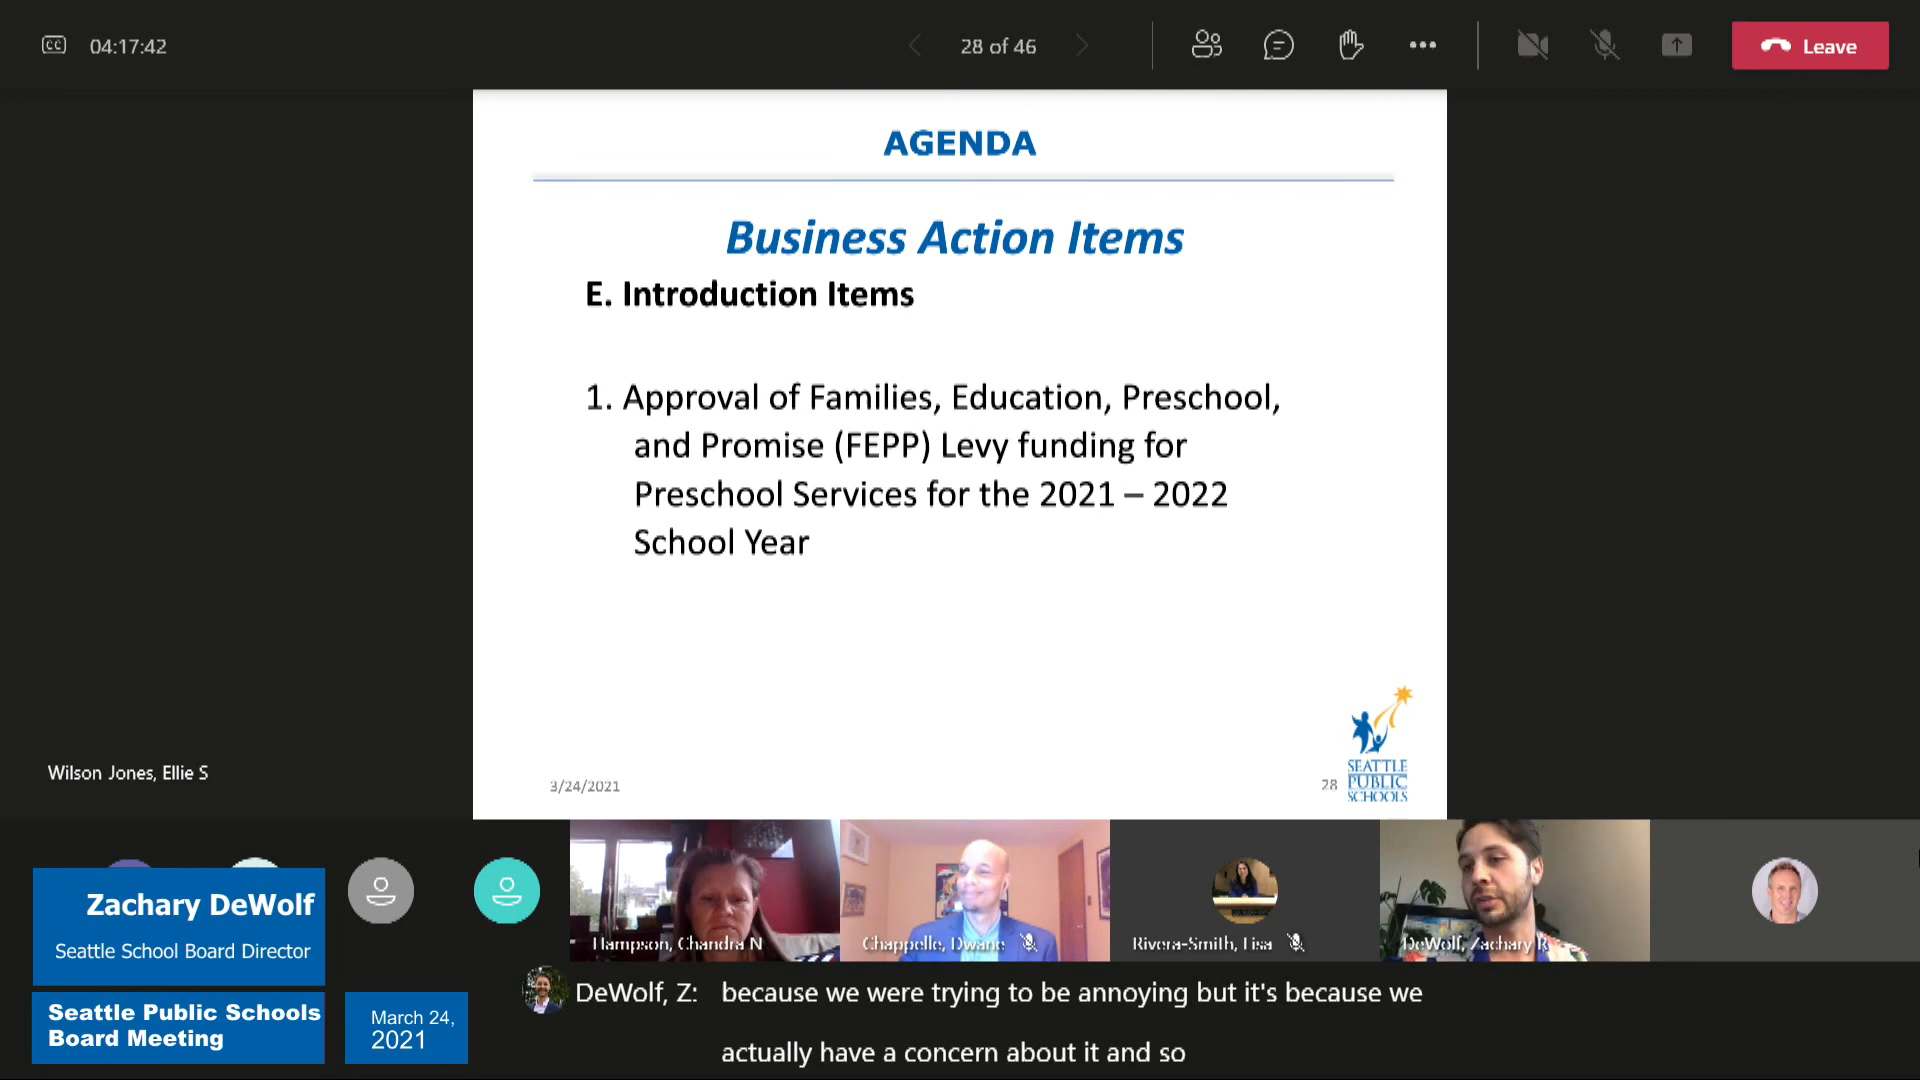 CC 04:17:42
28 of 46
Leave
AGENDA
Business Action Items
E. Introduction Items
1. Approval of Families, Education, Preschool,
and Promise (FEPP) Levy funding for
Preschool Services for the 2021 – 2022
School Year
Wilson Jones, Ellie S
3/24/2021
28
SEATTLE
PUBLIC
SCHOOLS
Zachary DeWolf
Seattle School Board Director
Hampson, Chandra N
Chappelle, Dwane
Rivera-Smith, Lisa
DeWolf, Zachary R
Seattle Public Schools
Board Meeting
March 24,
2021
DeWolf, Z: because we were trying to be annoying but it's because we
actually have a concern about it and so